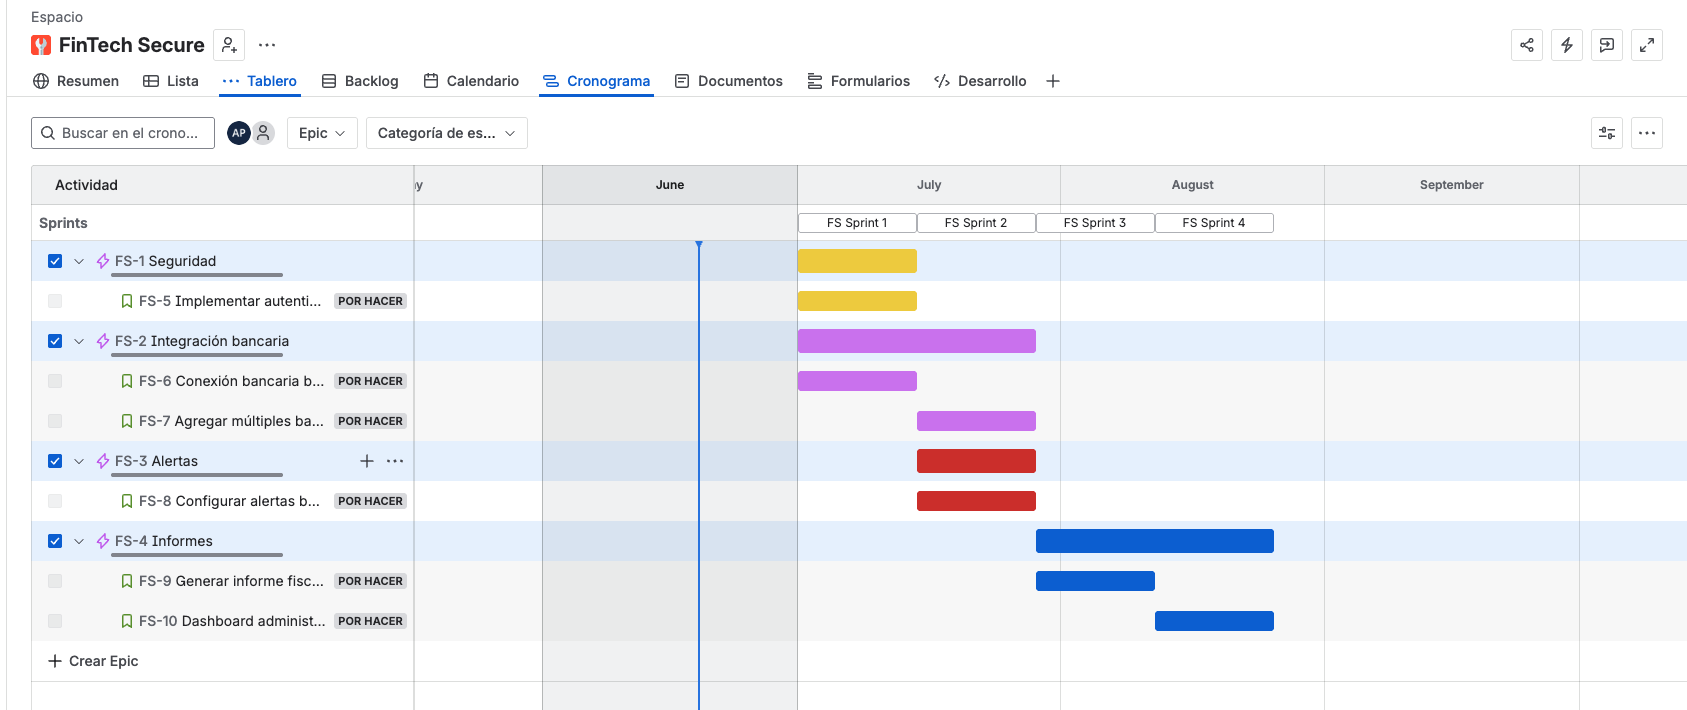 Espacio
FinTech Secure
Resumen Lista Tablero Backlog Calendario Cronograma Documentos Formularios Desarrollo
Buscar en el crono... AP Epic Categoría de es...
Actividad y June July August September
Sprints FS Sprint 1 FS Sprint 2 FS Sprint 3 FS Sprint 4
FS-1 Seguridad
FS-5 Implementar autenti... POR HACER
FS-2 Integración bancaria
FS-6 Conexión bancaria b... POR HACER
FS-7 Agregar múltiples ba... POR HACER
FS-3 Alertas
FS-8 Configurar alertas b... POR HACER
FS-4 Informes
FS-9 Generar informe fisc... POR HACER
FS-10 Dashboard administ... POR HACER
Crear Epic